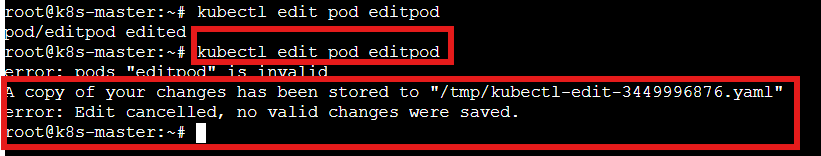 root@k8s-master:~# kubectl edit pod editpod
pod/editpod edited
root@k8s-master:~# kubectl edit pod editpod
error: pods "editpod" is invalid
A copy of your changes has been stored to "/tmp/kubectl-edit-3449996876.yaml"
error: Edit cancelled, no valid changes were saved.
root@k8s-master:~#